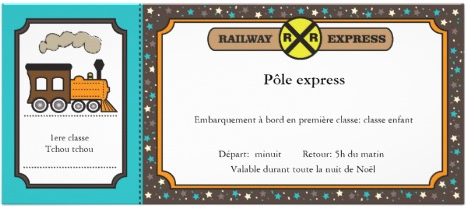 RAILWAY RR EXPRESS
Pôle express
Embarquement à bord en première classe: classe enfant
1ere classe
Tchou tchou
Départ: minuit Retour: 5h du matin
Valable durant toute la nuit de Noël